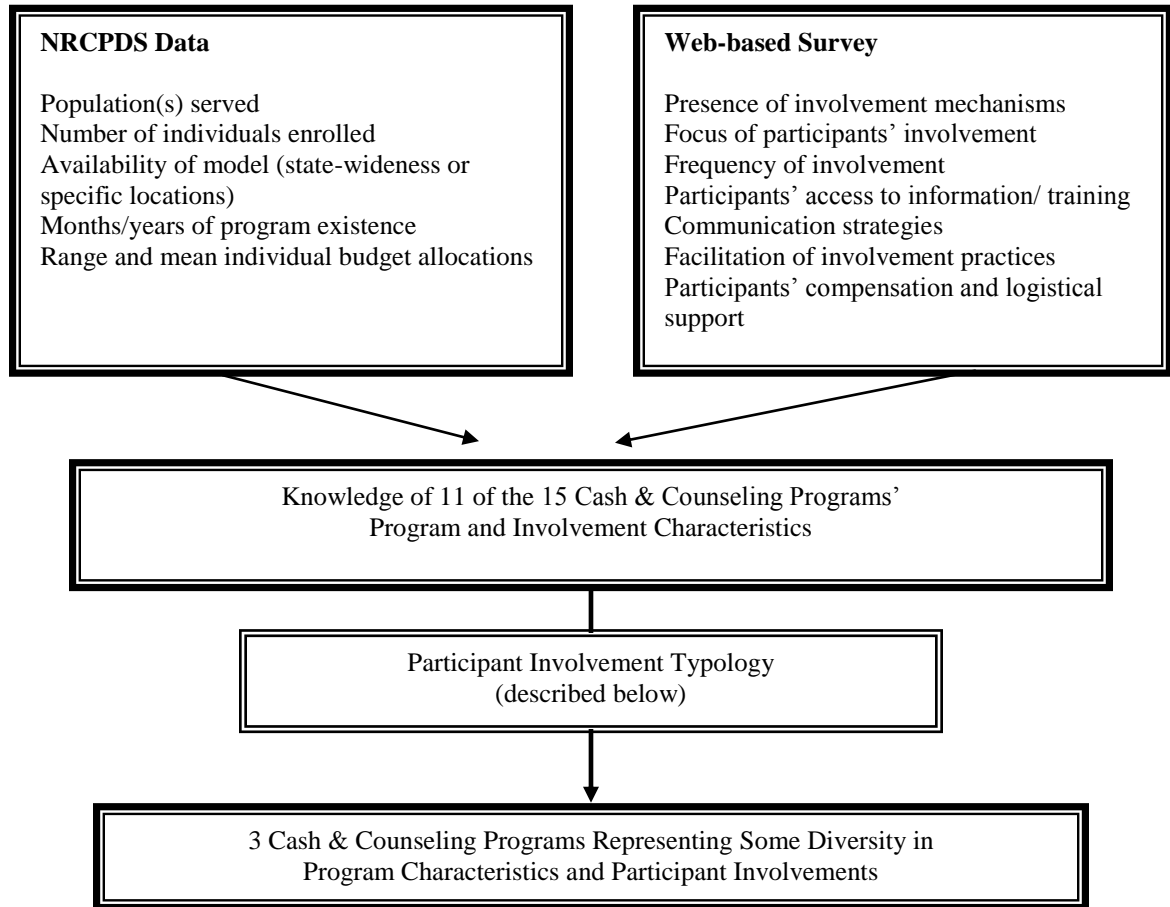 NRCPDS Data
Population(s) served
Number of individuals enrolled
Availability of model (state-wideness or
specific locations)
Months/years of program existence
Range and mean individual budget allocations
Web-based Survey
Presence of involvement mechanisms
Focus of participants’ involvement
Frequency of involvement
Participants’ access to information/ training
Communication strategies
Facilitation of involvement practices
Participants’ compensation and logistical
support
Knowledge of 11 of the 15 Cash & Counseling Programs’
Program and Involvement Characteristics
Participant Involvement Typology
(described below)
3 Cash & Counseling Programs Representing Some Diversity in
Program Characteristics and Participant Involvements